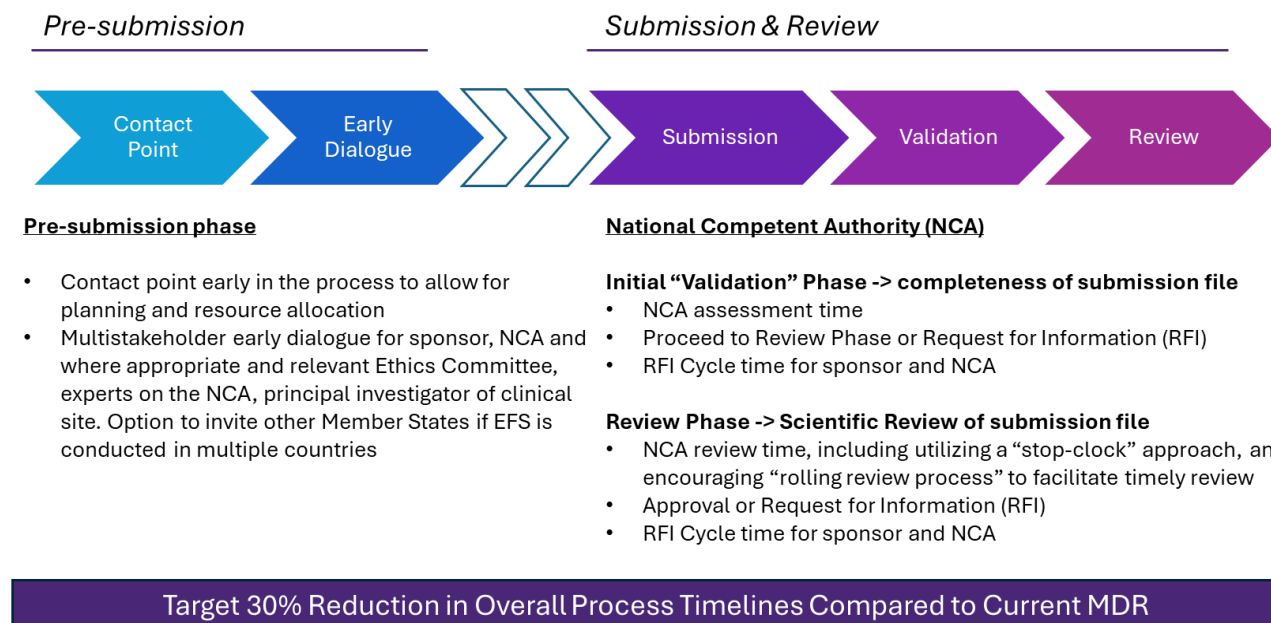 Pre-submission
Submission & Review
Contact
Point
Early
Dialogue
Submission
Validation
Review
Pre-submission phase
• Contact point early in the process to allow for
planning and resource allocation
• Multistakeholder early dialogue for sponsor, NCA and
where appropriate and relevant Ethics Committee,
experts on the NCA, principal investigator of clinical
site. Option to invite other Member States if EFS is
conducted in multiple countries
National Competent Authority (NCA)
Initial “Validation” Phase -> completeness of submission file
• NCA assessment time
• Proceed to Review Phase or Request for Information (RFI)
• RFI Cycle time for sponsor and NCA
Review Phase -> Scientific Review of submission file
• NCA review time, including utilizing a “stop-clock” approach, an
encouraging “rolling review process” to facilitate timely review
• Approval or Request for Information (RFI)
• RFI Cycle time for sponsor and NCA
Target 30% Reduction in Overall Process Timelines Compared to Current MDR